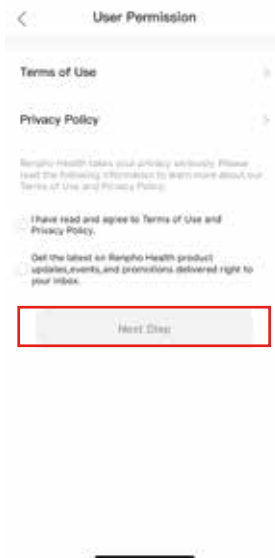 User Permission
Terms of Use
Privacy Policy
Renpho Health takes your privacy seriously. Please
read the following information to learn more about our
Terms of Use and Privacy Policy.
I have read and agree to Terms of Use and
Privacy Policy.
Get the latest on Renpho Health product
updates,events,and promotions delivered right to
your inbox.
Next Step